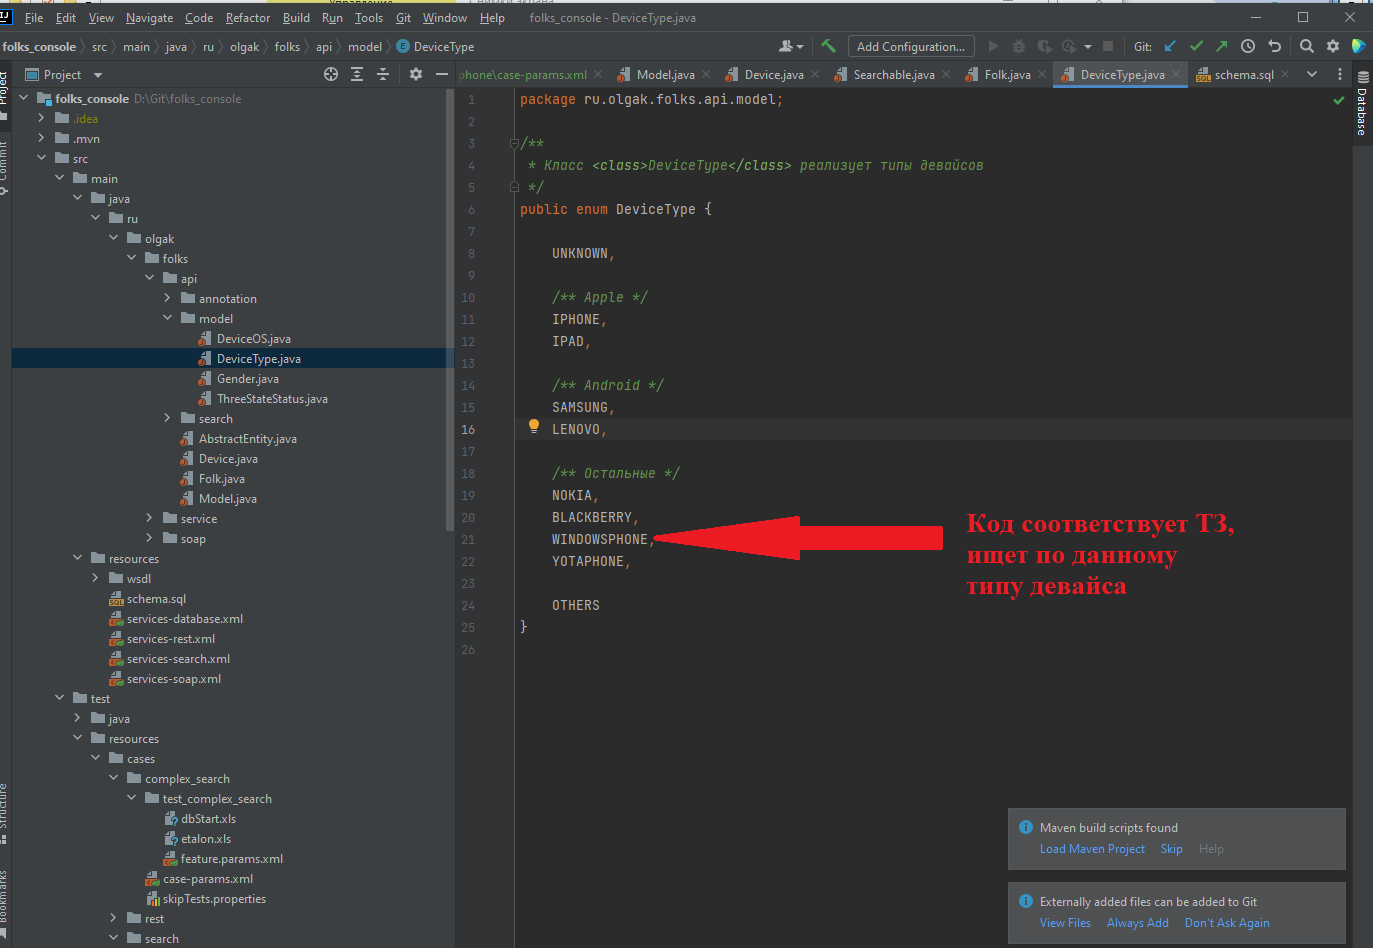 File Edit View Navigate Code Refactor Build Run Tools Git Window Help folks_console - DeviceType.java
folks_console src main java ru olgak folks api model DeviceType
Add Configuration...
Git:
Project
phone\case-params.xml Model.java Device.java Searchable.java Folk.java DeviceType.java schema.sql
Database
Project
Commit
Structure
Bookmarks
folks_console D:\Git\folks_console
.idea
.mvn
src
main
java
ru
olgak
folks
api
annotation
model
DeviceOS.java
DeviceType.java
Gender.java
ThreeStateStatus.java
search
AbstractEntity.java
Device.java
Folk.java
Model.java
service
soap
resources
wsdl
schema.sql
services-database.xml
services-rest.xml
services-search.xml
services-soap.xml
test
java
resources
cases
complex_search
test_complex_search
dbStart.xls
etalon.xls
feature.params.xml
case-params.xml
skipTests.properties
rest
search
1 package ru.olgak.folks.api.model;
2
3 /**
4 * Класс <class>DeviceType</class> реализует типы девайсов
5 */
6 public enum DeviceType {
7
8 UNKNOWN,
9
10 /** Apple */
11 IPHONE,
12 IPAD,
13
14 /** Android */
15 SAMSUNG,
16 LENOVO,
17
18 /** Остальные */
19 NOKIA,
20 BLACKBERRY,
21 WINDOWSPHONE,
22 YOTAPHONE,
23
24 OTHERS
25 }
26
Код соответствует ТЗ,
ищет по данному
типу девайса
Maven build scripts found
Load Maven Project Skip Help
Externally added files can be added to Git
View Files Always Add Don't Ask Again